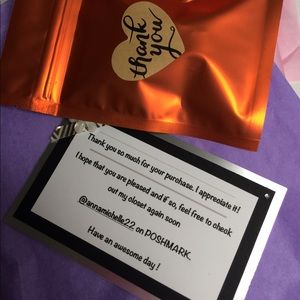 thank
you
Thank you so much for your purchase. I appreciate it!
I hope that you are pleased and if so, feel free to check
out my closet again soon
@annamichelle22 on POSHMARK.
Have an awesome day !